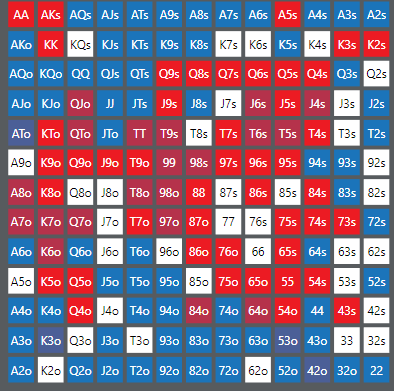 AA AKs AQs AJs ATs A9s A8s A7s A6s A5s A4s A3s A2s
AKo KK KQs KJs KTs K9s K8s K7s K6s K5s K4s K3s K2s
AQo KQo QQ QJs QTs Q9s Q8s Q7s Q6s Q5s Q4s Q3s Q2s
AJo KJo QJo JJ JTs J9s J8s J7s J6s J5s J4s J3s J2s
ATo KTo QTo JTo TT T9s T8s T7s T6s T5s T4s T3s T2s
A9o K9o Q9o J9o T9o 99 98s 97s 96s 95s 94s 93s 92s
A8o K8o Q8o J8o T8o 98o 88 87s 86s 85s 84s 83s 82s
A7o K7o Q7o J7o T7o 97o 87o 77 76s 75s 74s 73s 72s
A6o K6o Q6o J6o T6o 96o 86o 76o 66 65s 64s 63s 62s
A5o K5o Q5o J5o T5o 95o 85o 75o 65o 55 54s 53s 52s
A4o K4o Q4o J4o T4o 94o 84o 74o 64o 54o 44 43s 42s
A3o K3o Q3o J3o T3o 93o 83o 73o 63o 53o 43o 33 32s
A2o K2o Q2o J2o T2o 92o 82o 72o 62o 52o 42o 32o 22